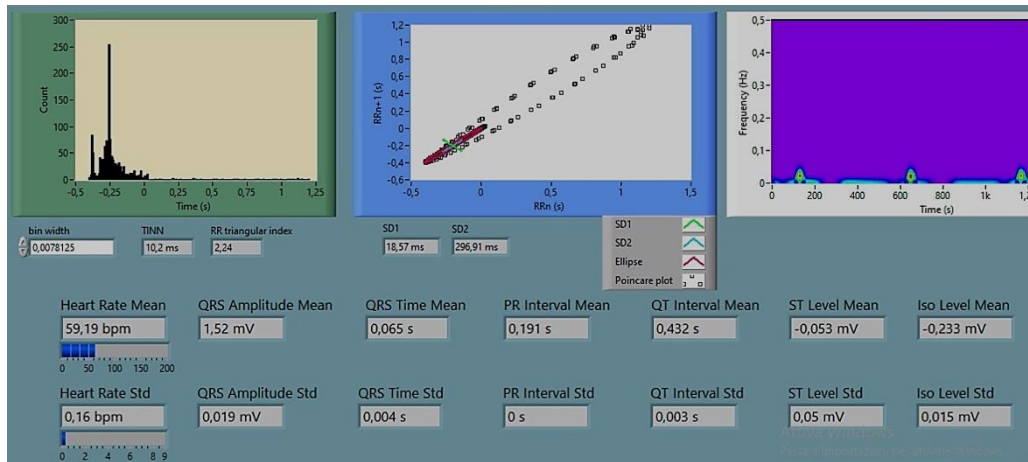 300-
250-
200-
150-
100-
50-
0-
Count
-0,5 -0,25 0 0,25 0,5 0,75 1 1,25
Time (s)
1,2-
1-
0,8-
0,6-
0,4-
0,2-
0-
-0,2-
-0,4-
-0,6-
RRn+1 (s)
-0,5 0 0,5 1 1,5
RRn (s)
0,5-
0,4-
0,3-
0,2-
0,1-
0-
Frequency (Hz)
0 200 400 600 800 1k 1,2
Time (s)
bin width
0,0078125
TINN
10,2 ms
RR triangular index
2,24
SD1
18,57 ms
SD2
296,91 ms
SD1
SD2
Ellipse
Poincare plot
Heart Rate Mean
59,19 bpm
0 50 100 150 200
QRS Amplitude Mean
1,52 mV
QRS Time Mean
0,065 s
PR Interval Mean
0,191 s
QT Interval Mean
0,432 s
ST Level Mean
-0,053 mV
Iso Level Mean
-0,233 mV
Heart Rate Std
0,16 bpm
0 2 4 6 8 9
QRS Amplitude Std
0,019 mV
QRS Time Std
0,004 s
PR Interval Std
0 s
QT Interval Std
0,003 s
ST Level Std
0,05 mV
Iso Level Std
0,015 mV
Windows